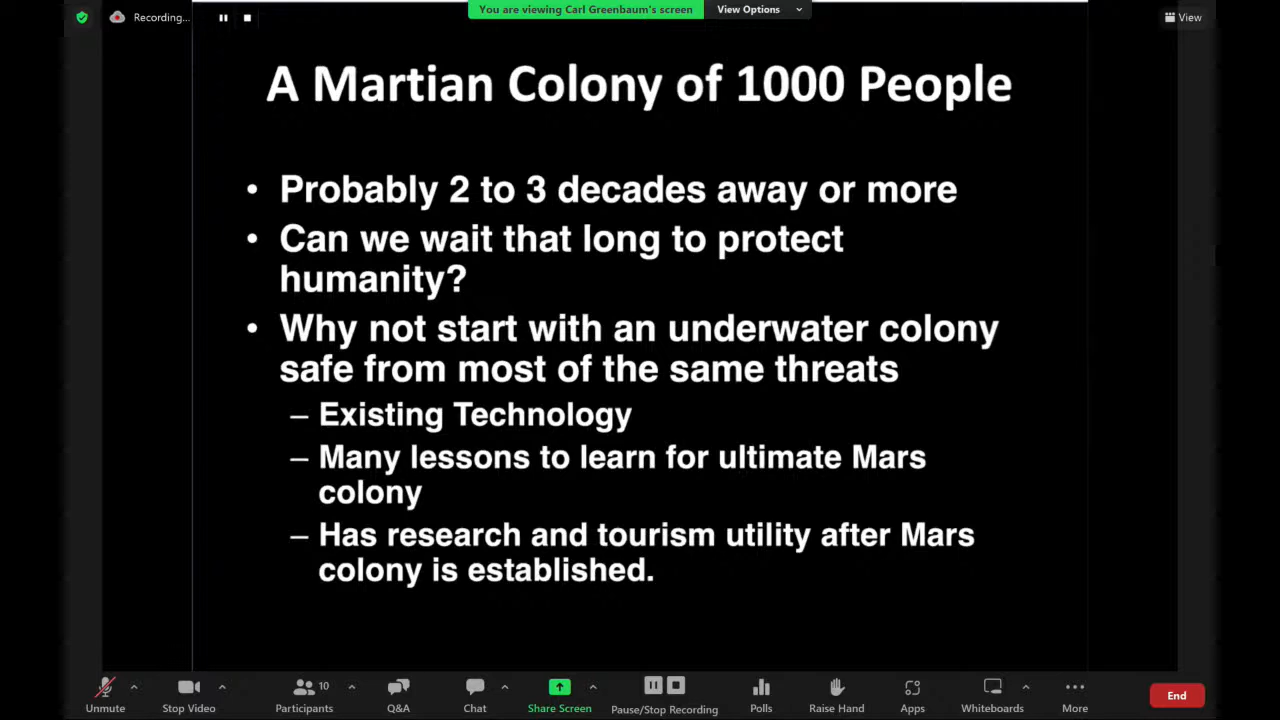 Recording...
You are viewing Carl Greenbaum's screen
View Options
View
A Martian Colony of 1000 People
• Probably 2 to 3 decades away or more
• Can we wait that long to protect
humanity?
• Why not start with an underwater colony
safe from most of the same threats
– Existing Technology
– Many lessons to learn for ultimate Mars
colony
– Has research and tourism utility after Mars
colony is established.
Unmute
Stop Video
10
Participants
Q&A
Chat
Share Screen
Pause/Stop Recording
Polls
Raise Hand
Apps
Whiteboards
More
End